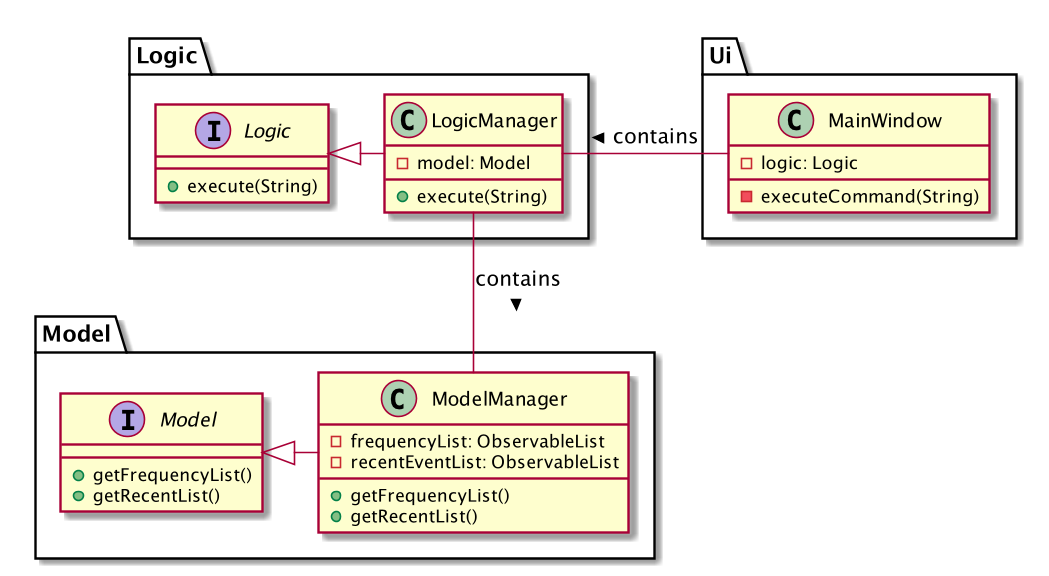 Logic
Ui
I Logic
execute(String)
C LogicManager
model: Model
execute(String)
contains
C MainWindow
logic: Logic
executeCommand(String)
contains
Model
I Model
getFrequencyList()
getRecentList()
C ModelManager
frequencyList: ObservableList
recentEventList: ObservableList
getFrequencyList()
getRecentList()